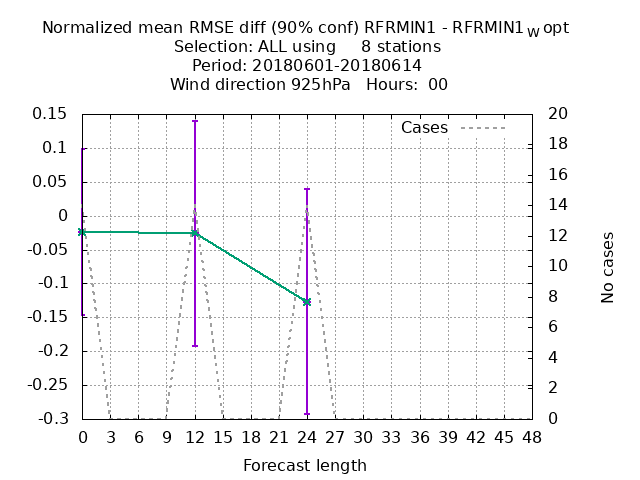 Normalized mean RMSE diff (90% conf) RFRMIN1 - RFRMIN1Wopt
Selection: ALL using 8 stations
Period: 20180601-20180614
Wind direction 925hPa Hours: 00
Cases
0.15
0.1
0.05
0
-0.05
-0.1
-0.15
-0.2
-0.25
-0.3
20
18
16
14
12
10
8
6
4
2
0
No cases
0 3 6 9 12 15 18 21 24 27 30 33 36 39 42 45 48
Forecast length